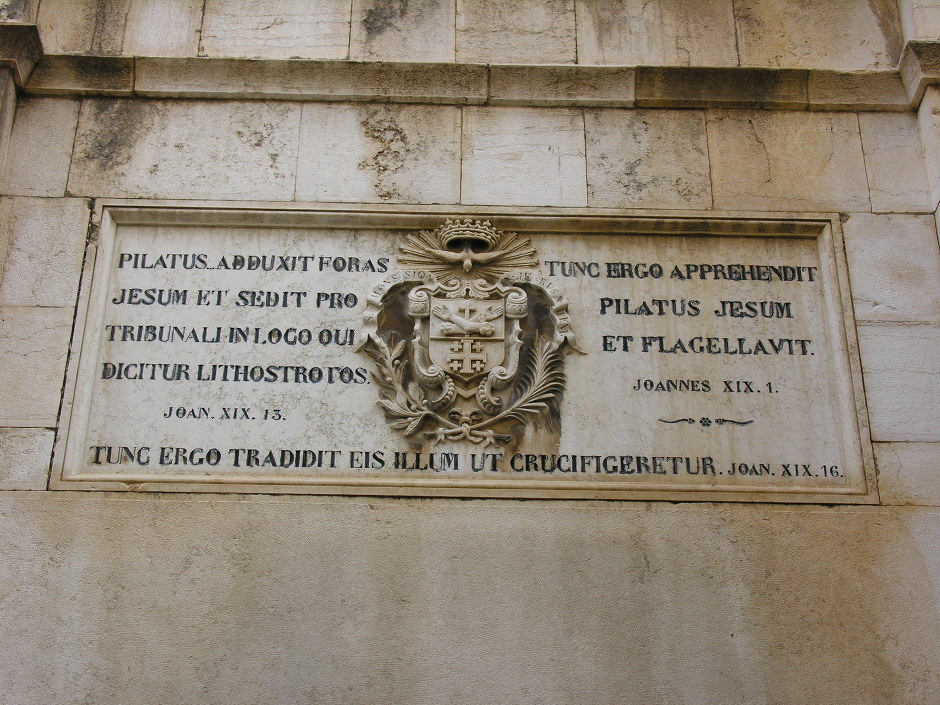 PILATUS... ADDUXIT FORAS
JESUM ET SEDIT PRO
TRIBUNALI IN LOCO QUI
DICITUR LITHOSTROTOS.
JOAN. XIX. 13.
TUNC ERGO APPREHENDIT
PILATUS JESUM
ET FLAGELLAVIT.
JOANNES XIX. 1.
TUNC ERGO TRADIDIT EIS ILLUM UT CRUCIFIGERETUR. JOAN. XIX. 16.